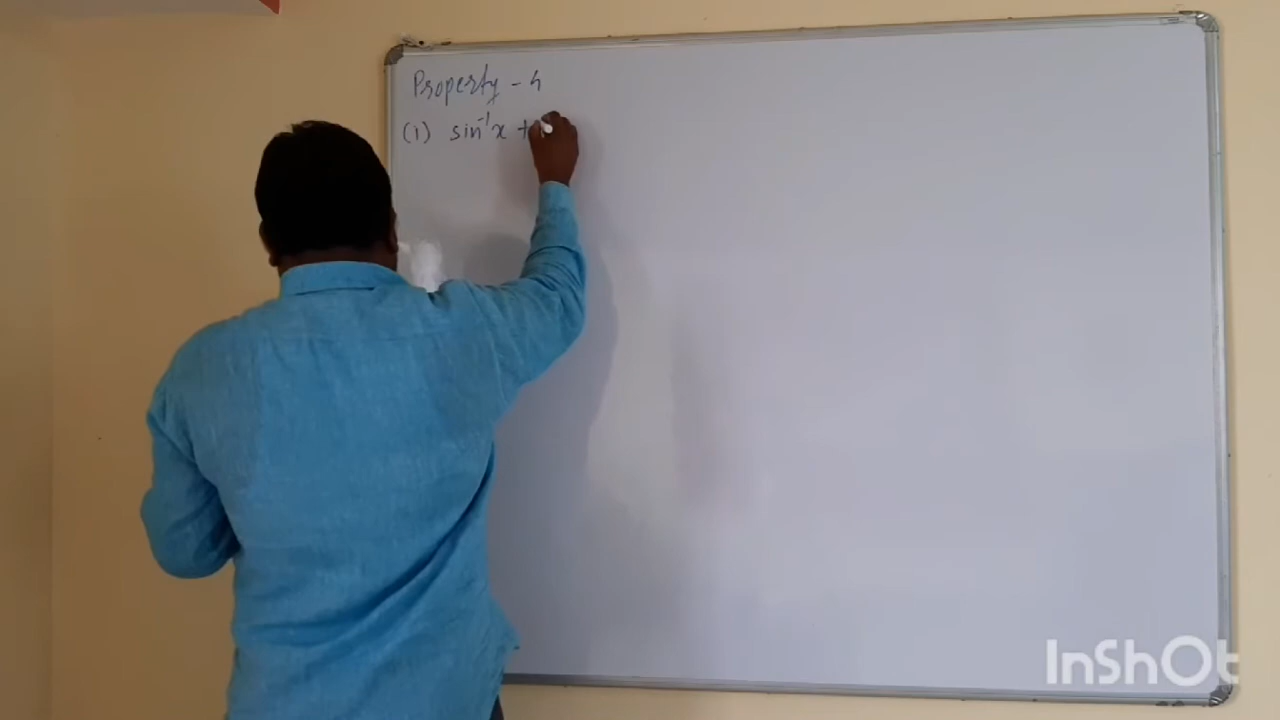 Property - 4
(1) sin⁻¹x +
InShOt